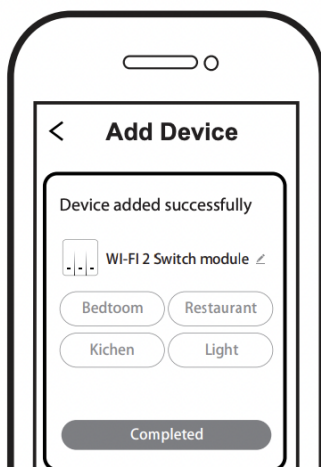 Add Device
Device added successfully
WI-FI 2 Switch module
Bedtoom Restaurant
Kichen Light
Completed